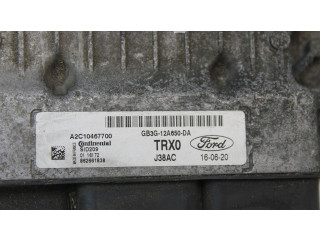 A2C10467700
GB3G-12A650-DA
Continental
SID209
TRX0
Ford
J38AC
16-06-20